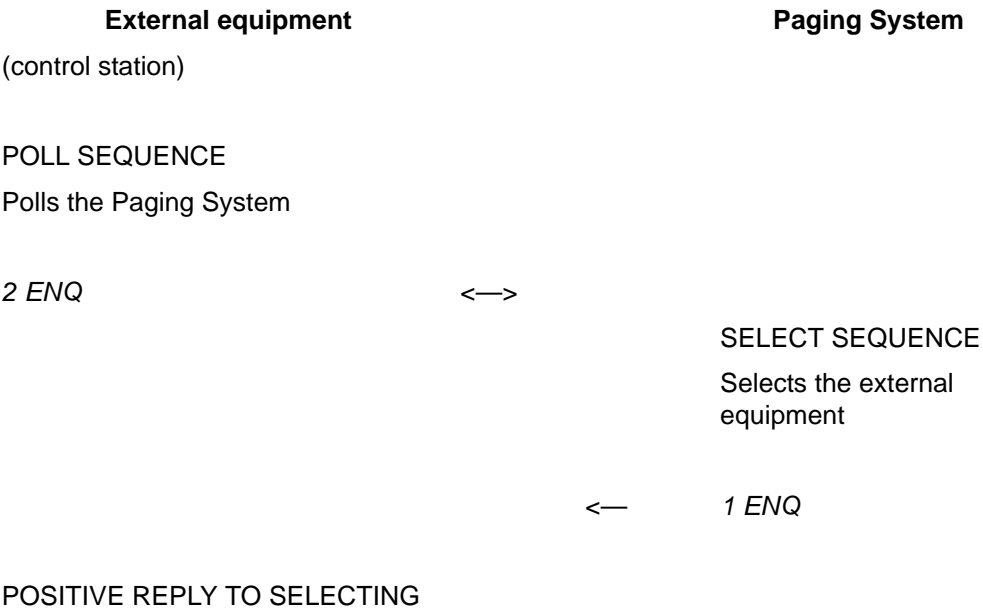 External equipment Paging System
(control station)
POLL SEQUENCE
Polls the Paging System
2 ENQ <—>
SELECT SEQUENCE
Selects the external
equipment
<— 1 ENQ
POSITIVE REPLY TO SELECTING